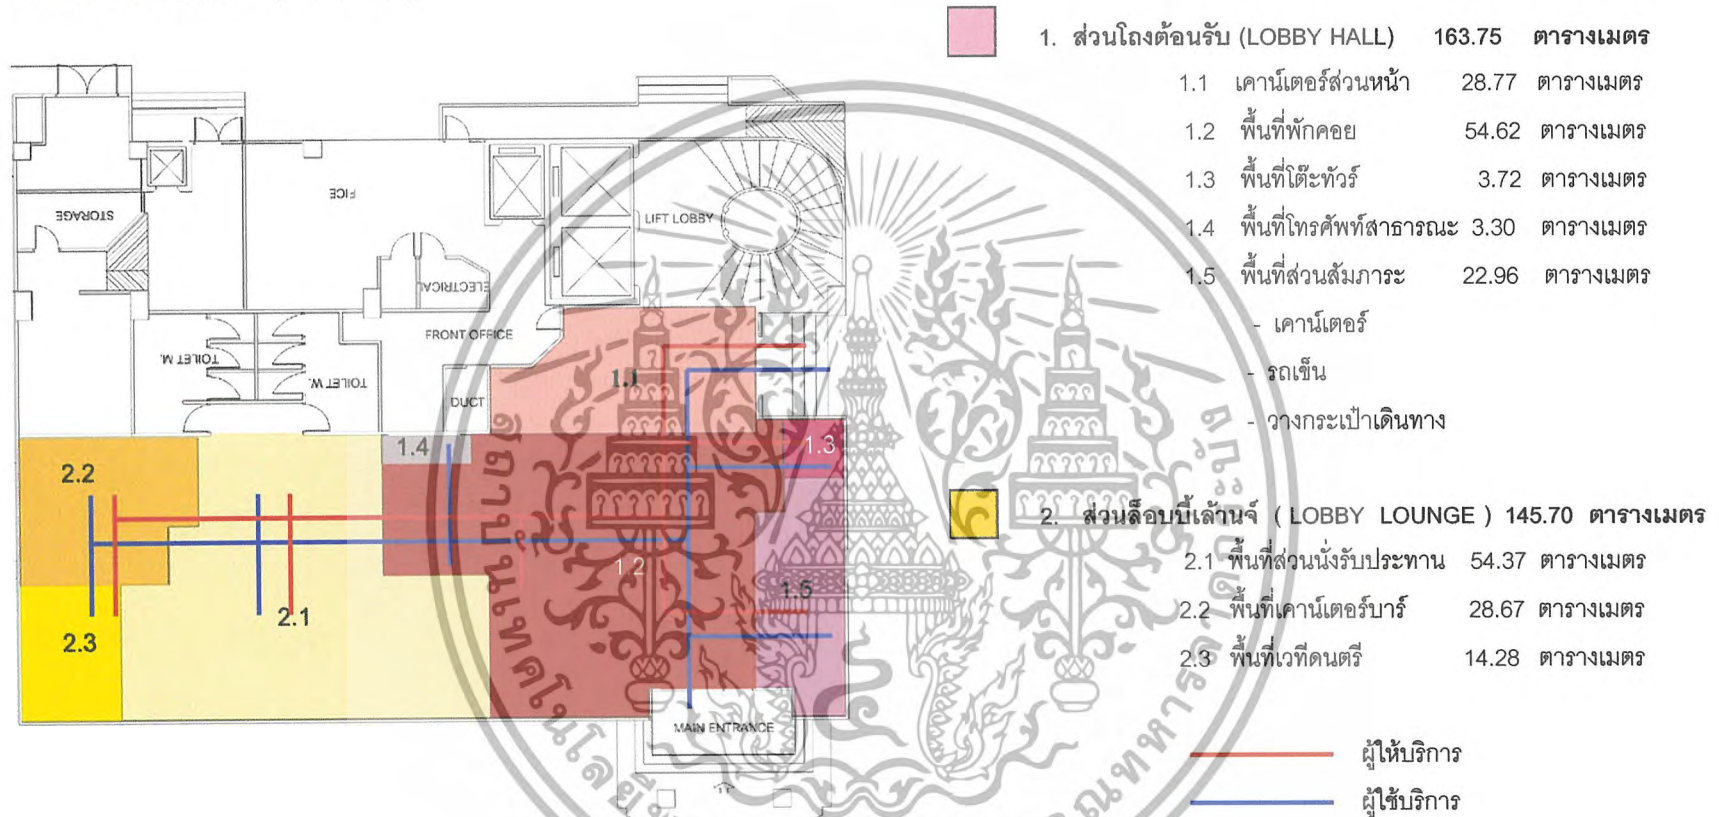 1. ส่วนโถงต้อนรับ (LOBBY HALL) 163.75 ตารางเมตร
1.1 เคาน์เตอร์ส่วนหน้า 28.77 ตารางเมตร
1.2 พื้นที่พักคอย 54.62 ตารางเมตร
1.3 พื้นที่โต๊ะทัวร์ 3.72 ตารางเมตร
1.4 พื้นที่โทรศัพท์สาธารณะ 3.30 ตารางเมตร
1.5 พื้นที่ส่วนสัมภาระ 22.96 ตารางเมตร
- เคาน์เตอร์
- รถเข็น
- วางกระเป๋าเดินทาง
2. ส่วนล็อบบี้เล้านจ์ ( LOBBY LOUNGE ) 145.70 ตารางเมตร
2.1 พื้นที่ส่วนนั่งรับประทาน 54.37 ตารางเมตร
2.2 พื้นที่เคาน์เตอร์บาร์ 28.67 ตารางเมตร
2.3 พื้นที่เวทีดนตรี 14.28 ตารางเมตร
ผู้ให้บริการ
ผู้ใช้บริการ
STORAGE
FICE
LIFT LOBBY
ELECTRICAL
FRONT OFFICE
TOILET M.
TOILET W.
DUCT
1.1
1.4
1.3
2.2
1.2
1.5
2.1
2.3
MAIN ENTRANCE
สถาบันเทคโนโลยี